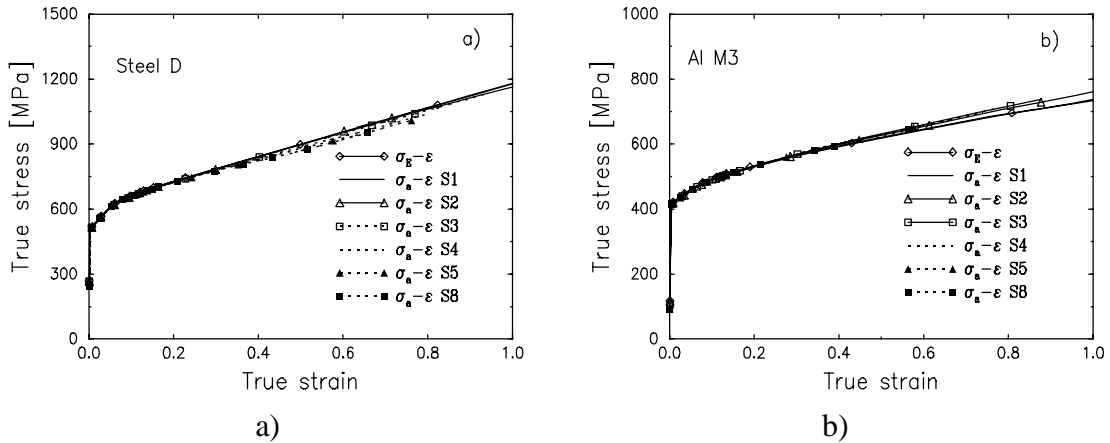 True stress [MPa]
1500
1200
900
600
300
0
0.0
0.2
0.4
0.6
0.8
1.0
True strain
a)
Steel D
σE–ε
σa–ε S1
σa–ε S2
σa–ε S3
σa–ε S4
σa–ε S5
σa–ε S8
a)
True stress [MPa]
1000
800
600
400
200
0
0.0
0.2
0.4
0.6
0.8
1.0
True strain
b)
Al M3
σE–ε
σa–ε S1
σa–ε S2
σa–ε S3
σa–ε S4
σa–ε S5
σa–ε S8
b)